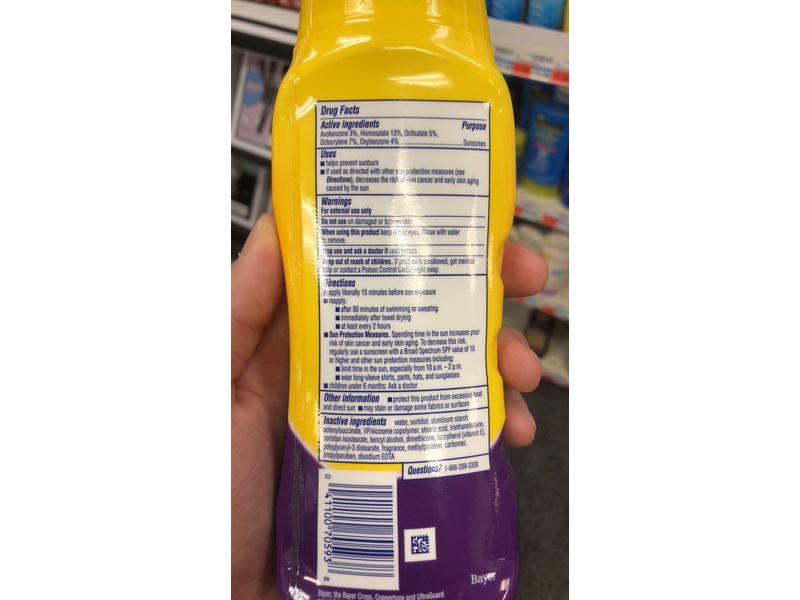 Drug Facts
Active ingredients Purpose
Avobenzone 3%, Homosalate 13%, Octisalate 5%,
Octocrylene 7%, Oxybenzone 4% Sunscreen
Uses
■ helps prevent sunburn
■ if used as directed with other sun protection measures (see
Directions), decreases the risk of skin cancer and early skin aging
caused by the sun
Warnings
For external use only
Do not use on damaged or broken skin
When using this product keep out of eyes. Rinse with water
to remove.
Stop use and ask a doctor if rash occurs
Keep out of reach of children. If product is swallowed, get medical
help or contact a Poison Control Center right away.
Directions
■ apply liberally 15 minutes before sun exposure
■ reapply:
■ after 80 minutes of swimming or sweating
■ immediately after towel drying
■ at least every 2 hours
■ Sun Protection Measures. Spending time in the sun increases your
risk of skin cancer and early skin aging. To decrease this risk,
regularly use a sunscreen with a Broad Spectrum SPF value of 15
or higher and other sun protection measures including:
■ limit time in the sun, especially from 10 a.m. – 2 p.m.
■ wear long-sleeve shirts, pants, hats, and sunglasses
■ children under 6 months: Ask a doctor
Other information ■ protect this product from excessive heat
and direct sun ■ may stain or damage some fabrics or surfaces
Inactive ingredients water, sorbitol, aluminum starch
octenylsuccinate, VP/eicosene copolymer, stearic acid, triethanolamine,
sorbitan isostearate, benzyl alcohol, dimethicone, tocopherol (vitamin E),
polyglyceryl-3 distearate, fragrance, methylparaben, carbomer,
propylparaben, disodium EDTA
Questions? 1-866-288-3330
0 41100 70593 8
Bayer
Bayer, the Bayer Cross, Coppertone and UltraGuard